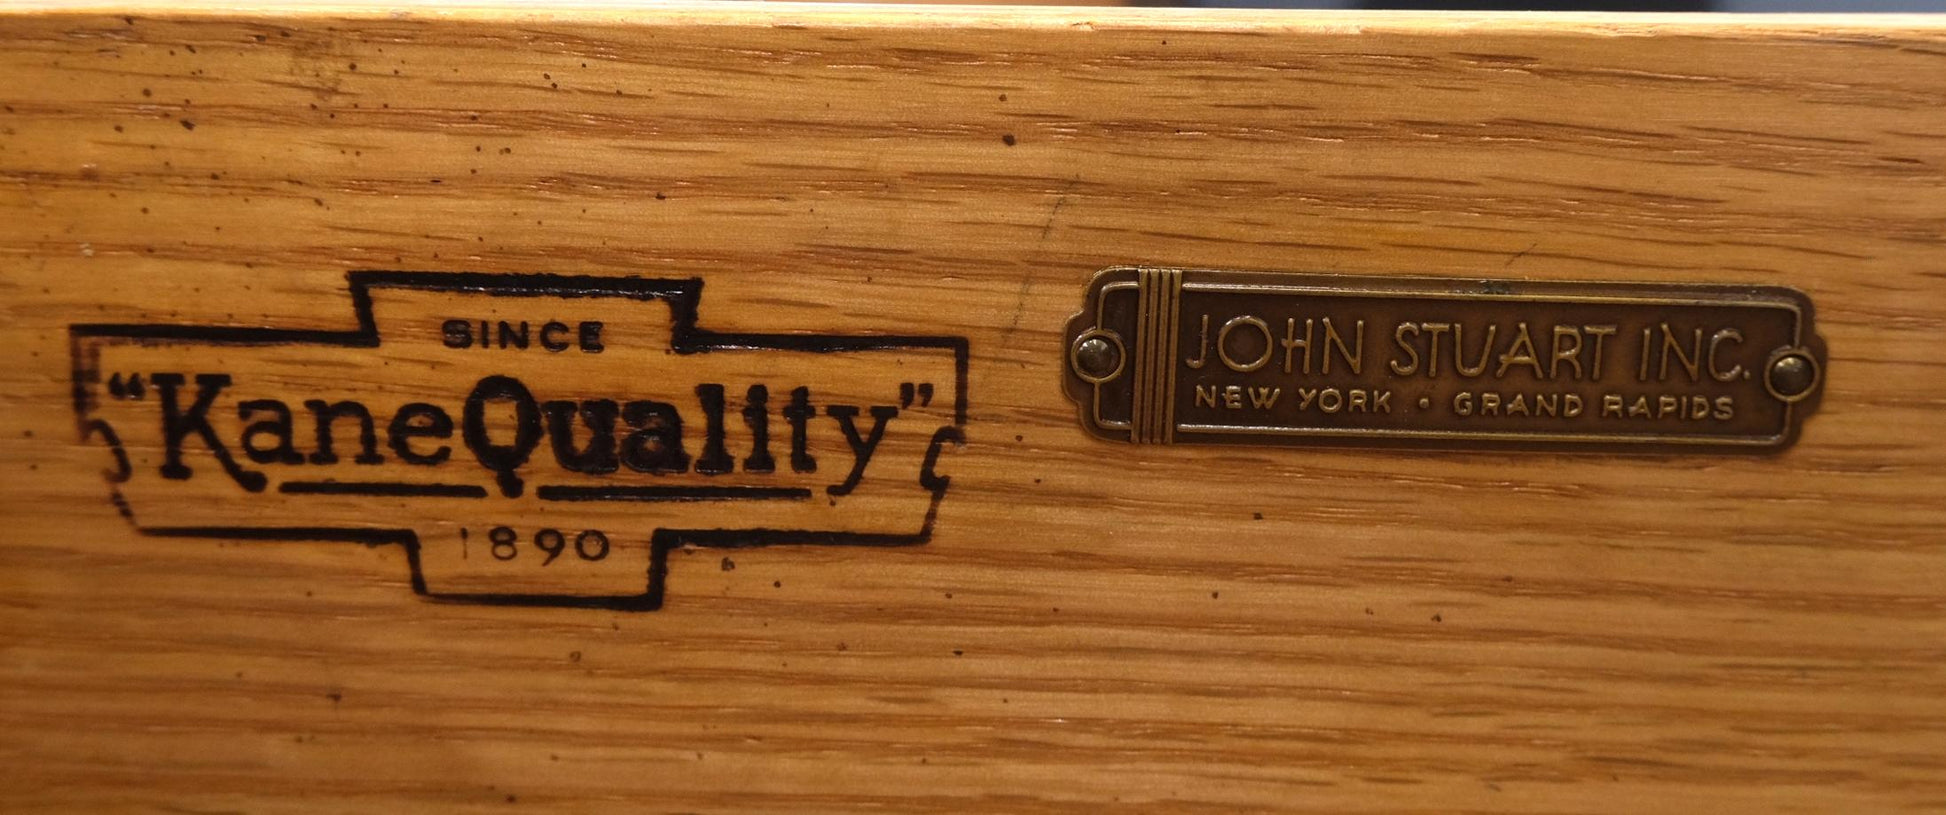 SINCE
“KaneQuality”
1890
JOHN STUART INC.
NEW YORK • GRAND RAPIDS